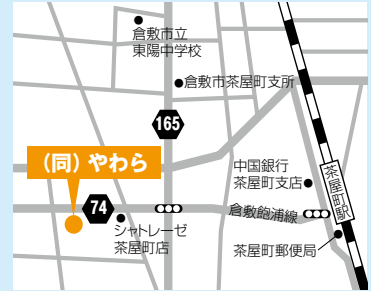 倉敷市立
東陽中学校
倉敷市茶屋町支所
165
(同)やわら
74
シャトレーゼ
茶屋町店
中国銀行
茶屋町支店
倉敷飽浦線
茶屋町駅
茶屋町郵便局